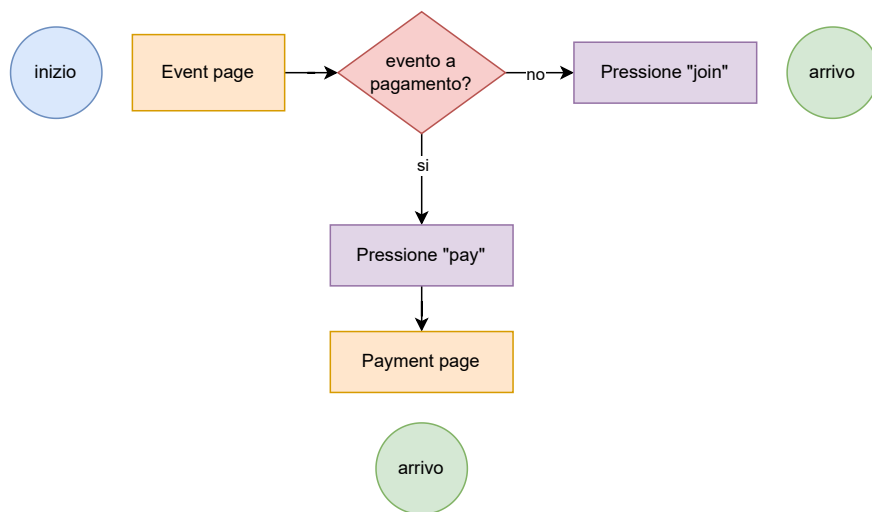 inizio
Event page
evento a
pagamento?
no
Pressione "join"
arrivo
si
Pressione "pay"
Payment page
arrivo